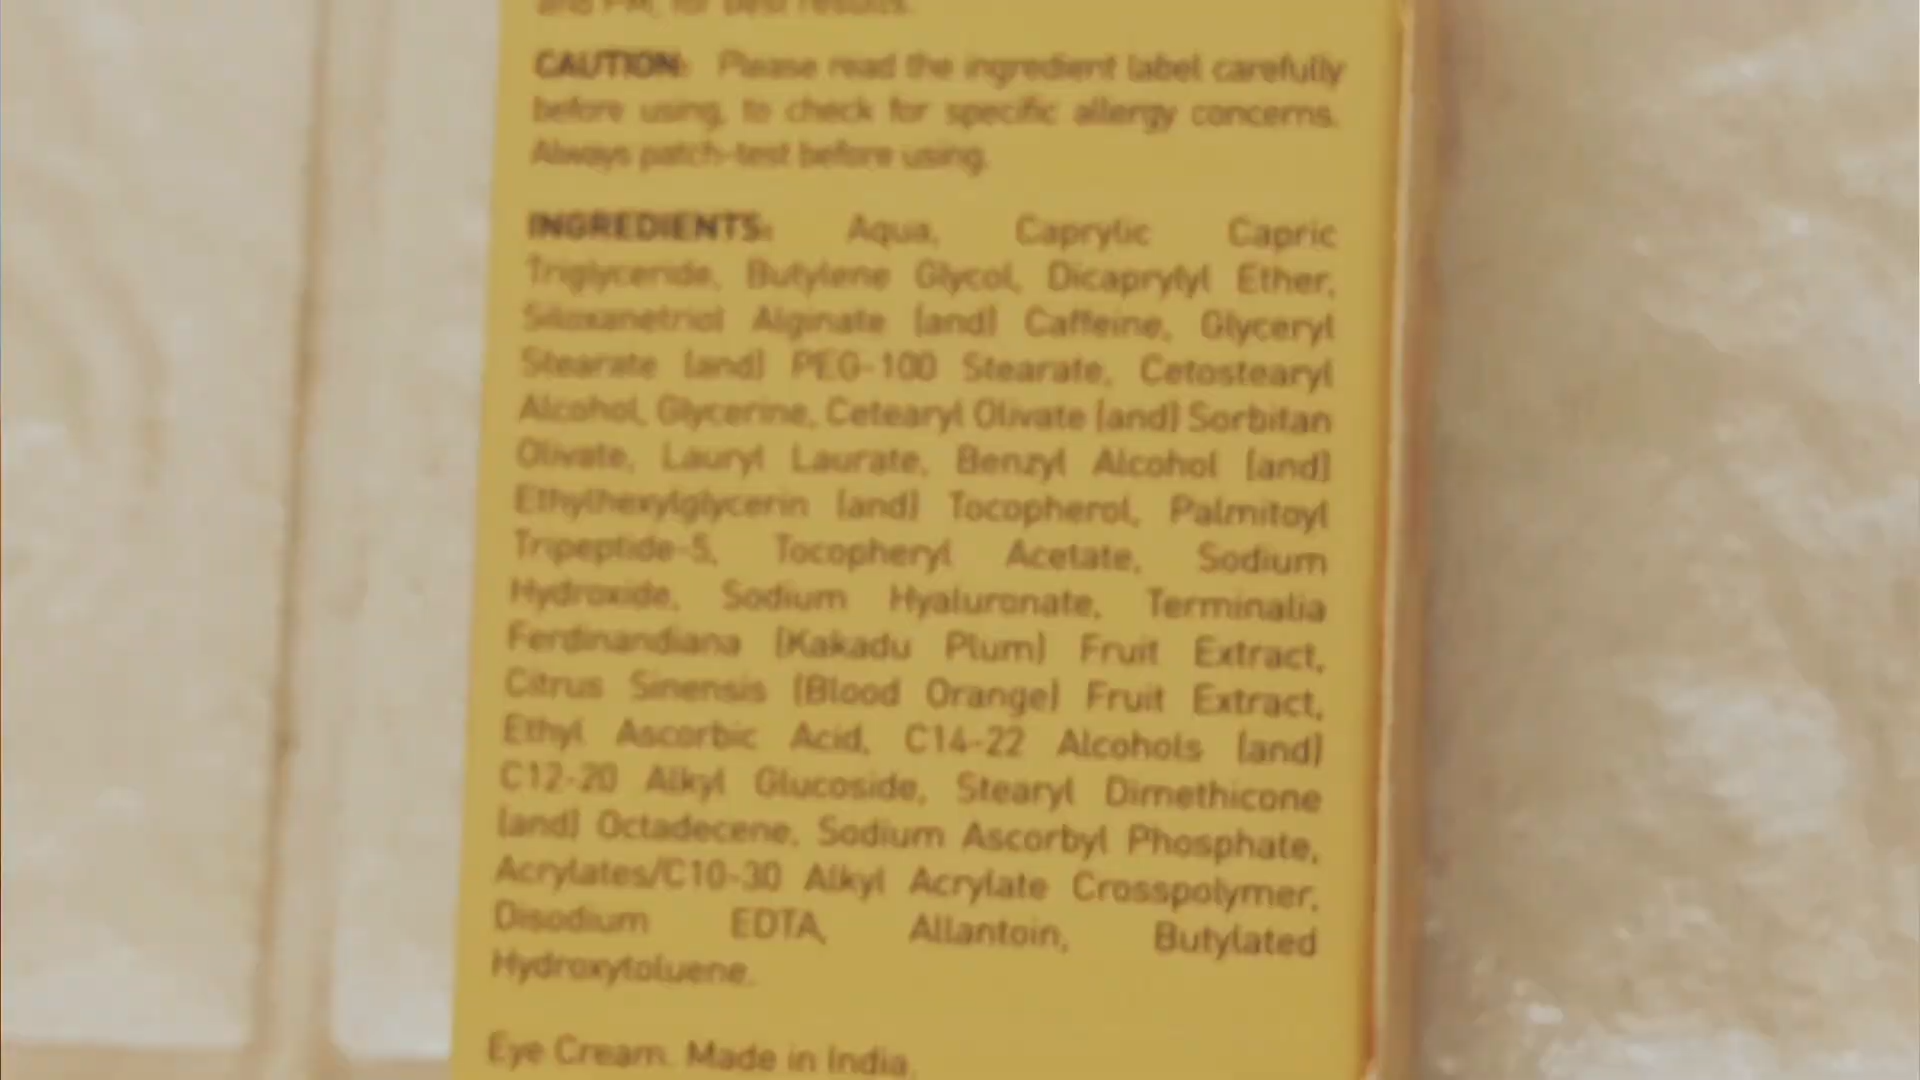 and PM, for best results.
CAUTION: Please read the ingredient label carefully
before using, to check for specific allergy concerns.
Always patch-test before using.
INGREDIENTS: Aqua, Caprylic Capric
Triglyceride, Butylene Glycol, Dicaprylyl Ether,
Siloxanetriol Alginate (and) Caffeine, Glyceryl
Stearate (and) PEG-100 Stearate, Cetostearyl
Alcohol, Glycerine, Cetearyl Olivate (and) Sorbitan
Olivate, Lauryl Laurate, Benzyl Alcohol (and)
Ethylhexylglycerin (and) Tocopherol, Palmitoyl
Tripeptide-5, Tocopheryl Acetate, Sodium
Hydroxide, Sodium Hyaluronate, Terminalia
Ferdinandiana (Kakadu Plum) Fruit Extract,
Citrus Sinensis (Blood Orange) Fruit Extract,
Ethyl Ascorbic Acid, C14-22 Alcohols (and)
C12-20 Alkyl Glucoside, Stearyl Dimethicone
(and) Octadecene, Sodium Ascorbyl Phosphate,
Acrylates/C10-30 Alkyl Acrylate Crosspolymer,
Disodium EDTA, Allantoin, Butylated
Hydroxytoluene.
Eye Cream. Made in India.